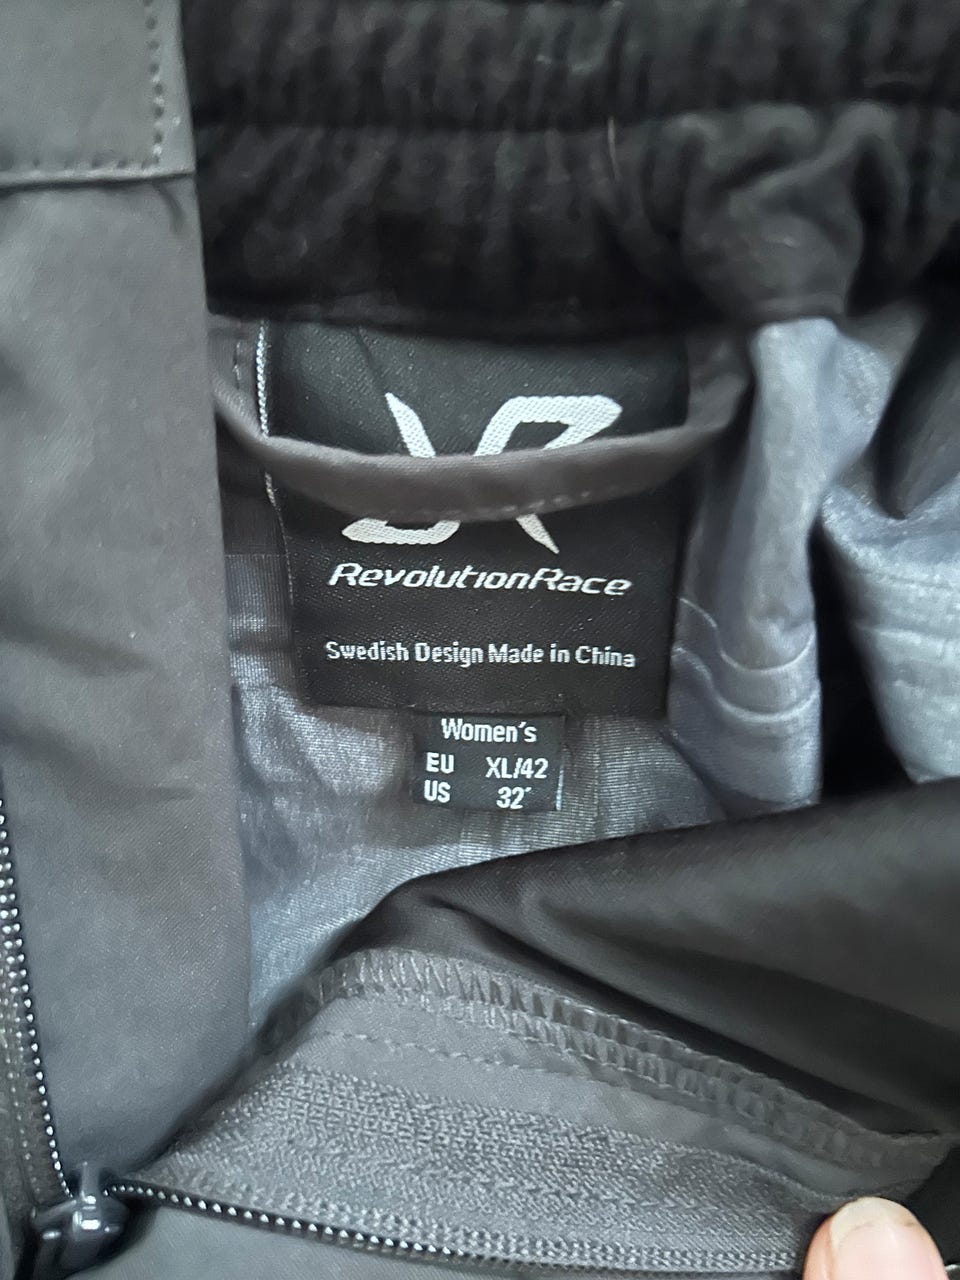 RevolutionRace
Swedish Design Made in China
Women's
EU XL/42
US 32"